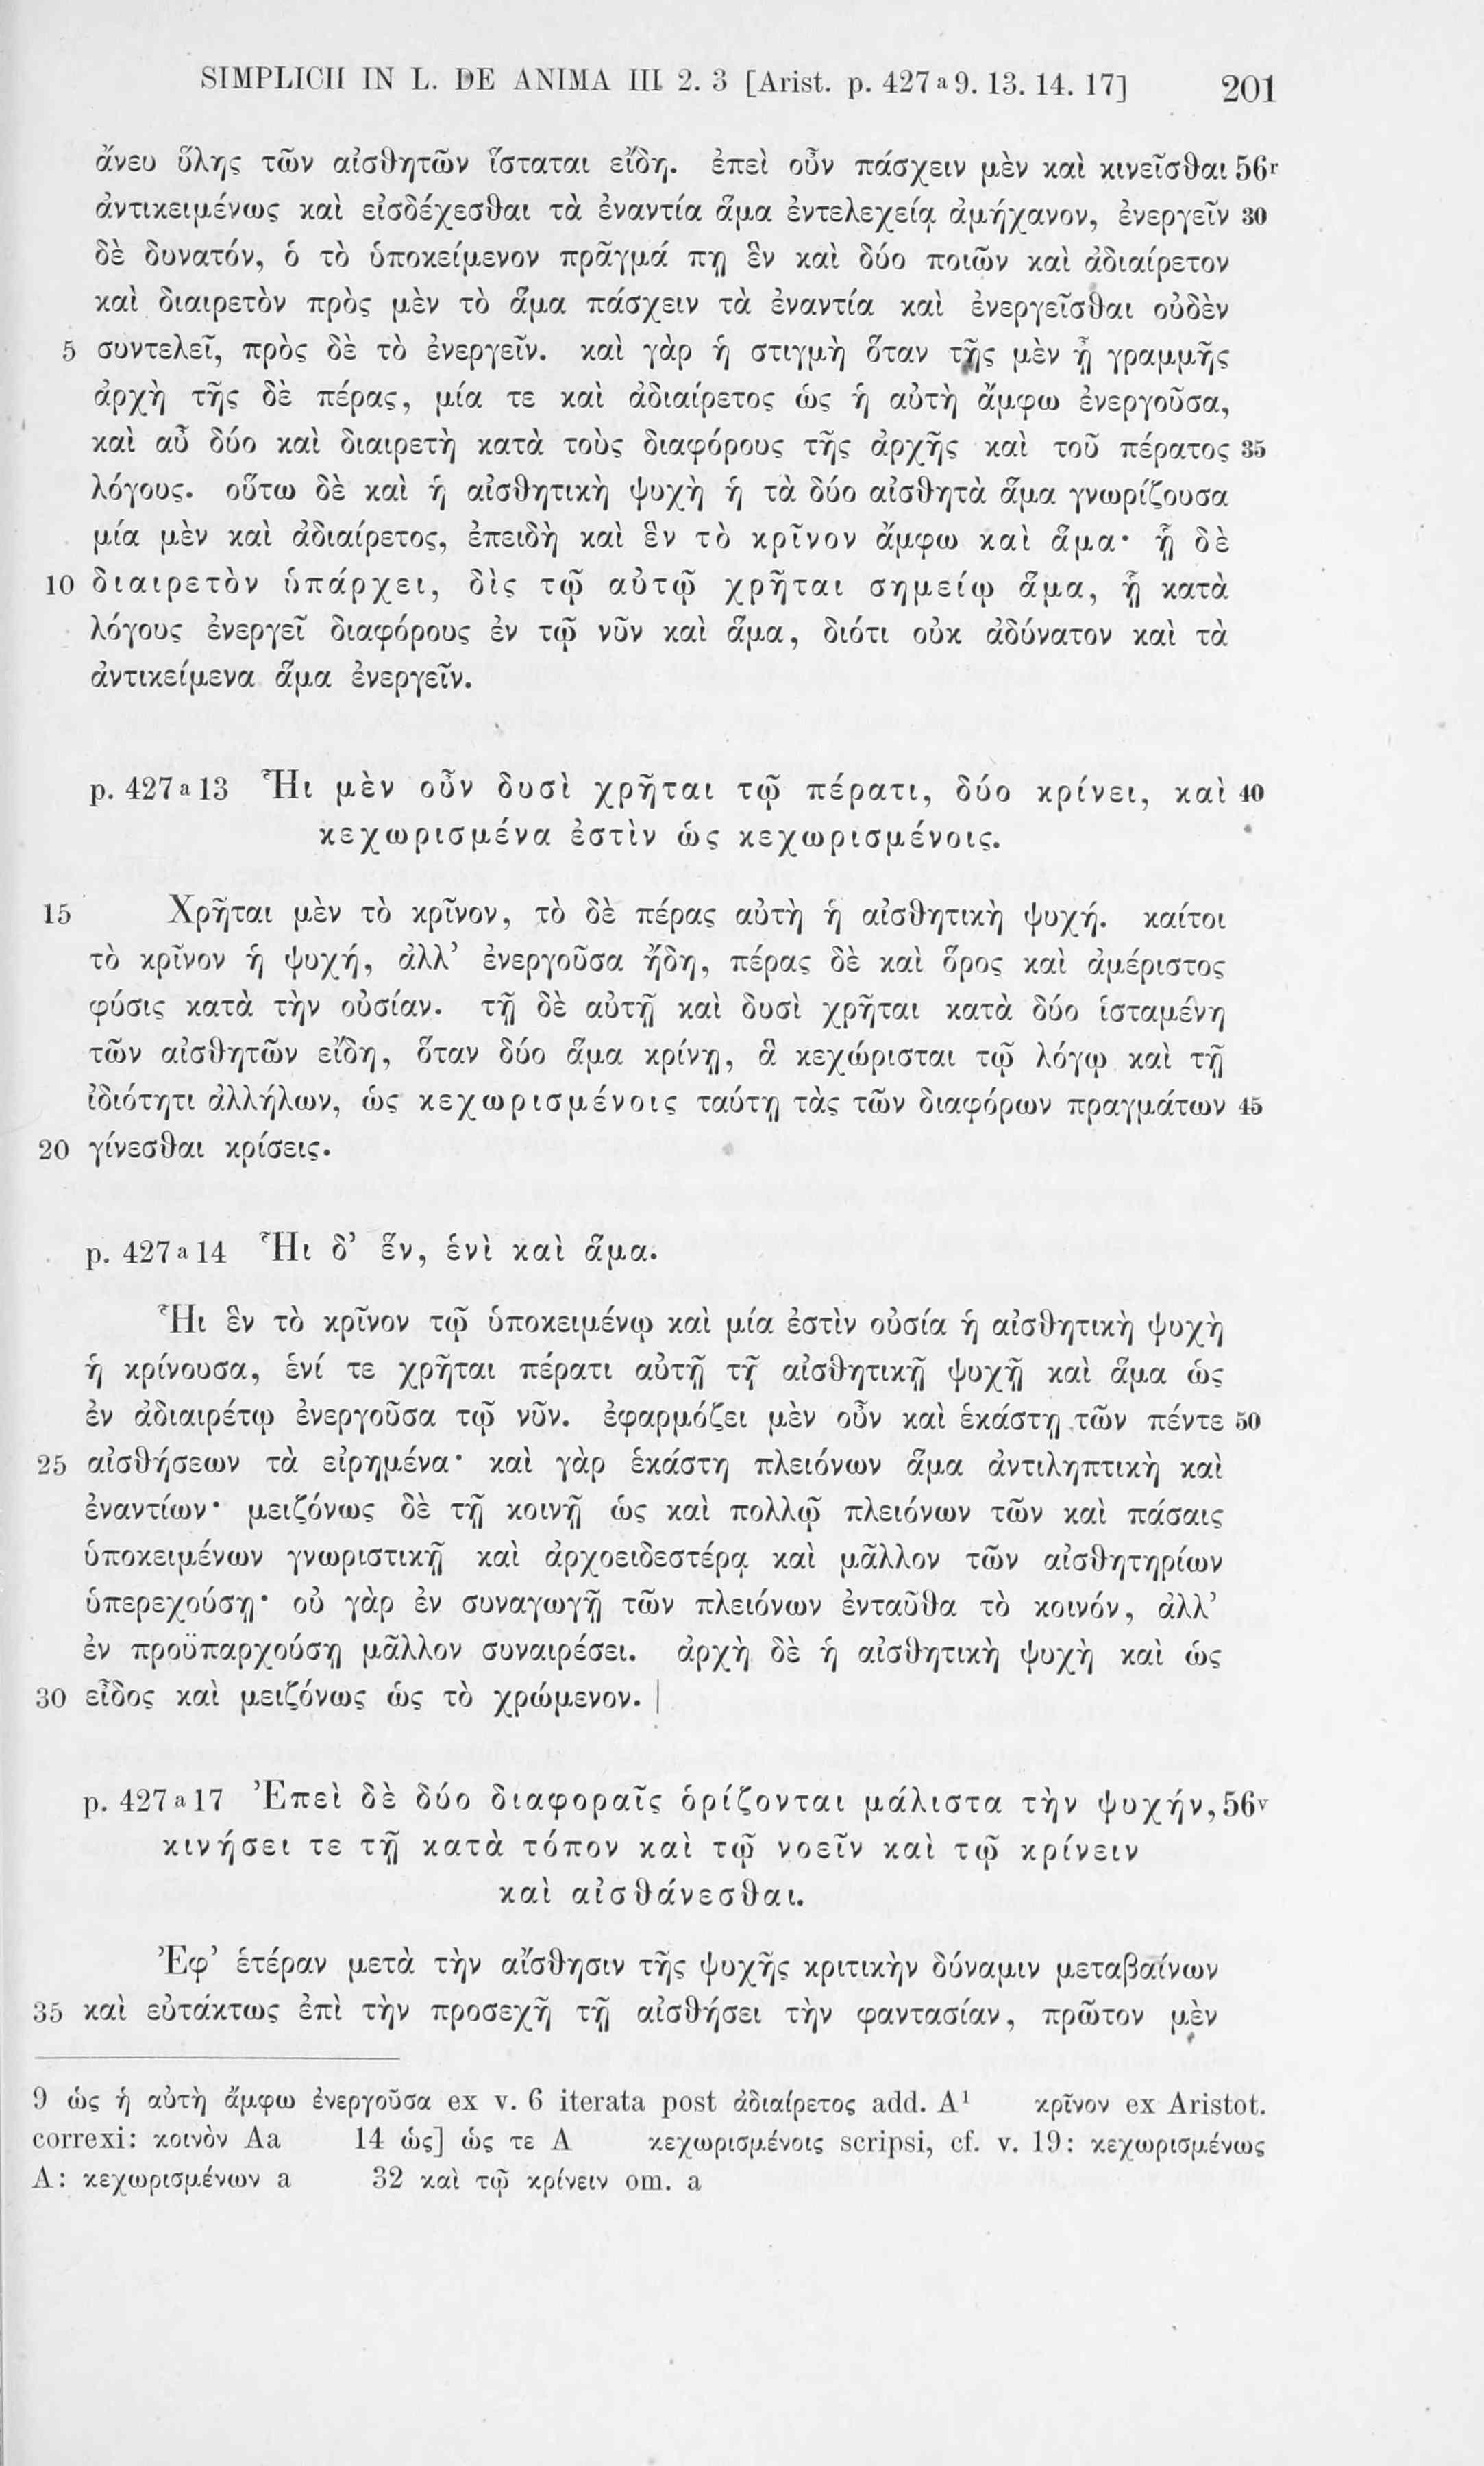 SIMPLICII IN L. DE ANIMA III 2. 3 [Arist. p. 427 a 9. 13. 14. 17] 201
ἄνευ ὕλης τῶν αἰσθητῶν ἵσταται εἴδη. ἐπεὶ οὖν πάσχειν μὲν καὶ κινεῖσθαι 56r
ἀντικειμένως καὶ εἰσδέχεσθαι τὰ ἐναντία ἅμα ἐντελεχείᾳ ἀμήχανον, ἐνεργεῖν 30
δὲ δυνατόν, ὁ τὸ ὑποκείμενον πρᾶγμά πῃ ἓν καὶ δύο ποιῶν καὶ ἀδιαίρετον
καὶ διαιρετὸν πρὸς μὲν τὸ ἅμα πάσχειν τὰ ἐναντία καὶ ἐνεργεῖσθαι οὐδὲν
5 συντελεῖ, πρὸς δὲ τὸ ἐνεργεῖν. καὶ γὰρ ἡ στιγμὴ ὅταν τῆς μὲν ᾖ γραμμῆς
ἀρχὴ τῆς δὲ πέρας, μία τε καὶ ἀδιαίρετος ὡς ἡ αὐτὴ ἄμφω ἐνεργοῦσα,
καὶ αὖ δύο καὶ διαιρετὴ κατὰ τοὺς διαφόρους τῆς ἀρχῆς καὶ τοῦ πέρατος 35
λόγους. οὕτω δὲ καὶ ἡ αἰσθητικὴ ψυχὴ ἡ τὰ δύο αἰσθητὰ ἅμα γνωρίζουσα
μία μὲν καὶ ἀδιαίρετος, ἐπειδὴ καὶ ἓν τὸ κρῖνον ἄμφω καὶ ἅμα· ᾗ δὲ
10 διαιρετὸν ὑπάρχει, δὶς τῷ αὐτῷ χρῆται σημείῳ ἅμα, ᾗ κατὰ
λόγους ἐνεργεῖ διαφόρους ἐν τῷ νῦν καὶ ἅμα, διότι οὐκ ἀδύνατον καὶ τὰ
ἀντικείμενα ἅμα ἐνεργεῖν.
p. 427 a 13 Ἧι μὲν οὖν δυσὶ χρῆται τῷ πέρατι, δύο κρίνει, καὶ 40
κεχωρισμένα ἐστὶν ὡς κεχωρισμένοις.
15 Χρῆται μὲν τὸ κρῖνον, τὸ δὲ πέρας αὐτὴ ἡ αἰσθητικὴ ψυχή. καίτοι
τὸ κρῖνον ἡ ψυχή, ἀλλ’ ἐνεργοῦσα ἤδη, πέρας δὲ καὶ ὅρος καὶ ἀμέριστος
φύσις κατὰ τὴν οὐσίαν. τῇ δὲ αὐτῇ καὶ δυσὶ χρῆται κατὰ δύο ἱσταμένῃ
τῶν αἰσθητῶν εἴδη, ὅταν δύο ἅμα κρίνῃ, ἃ κεχώρισται τῷ λόγῳ καὶ τῇ
ἰδιότητι ἀλλήλων, ὡς κεχωρισμένοις ταύτῃ τὰς τῶν διαφόρων πραγμάτων 45
20 γίνεσθαι κρίσεις.
p. 427 a 14 Ἧι δ’ ἕν, ἑνὶ καὶ ἅμα.
Ἧι ἓν τὸ κρῖνον τῷ ὑποκειμένῳ καὶ μία ἐστὶν οὐσία ἡ αἰσθητικὴ ψυχὴ
ἡ κρίνουσα, ἑνί τε χρῆται πέρατι αὐτῇ τῇ αἰσθητικῇ ψυχῇ καὶ ἅμα ὡς
ἐν ἀδιαιρέτῳ ἐνεργοῦσα τῷ νῦν. ἐφαρμόζει μὲν οὖν καὶ ἑκάστῃ τῶν πέντε 50
25 αἰσθήσεων τὰ εἰρημένα· καὶ γὰρ ἑκάστη πλειόνων ἅμα ἀντιληπτικὴ καὶ
ἐναντίων· μειζόνως δὲ τῇ κοινῇ ὡς καὶ πολλῷ πλειόνων τῶν καὶ πάσαις
ὑποκειμένων γνωριστικῇ καὶ ἀρχοειδεστέρᾳ καὶ μᾶλλον τῶν αἰσθητηρίων
ὑπερεχούσῃ· οὐ γὰρ ἐν συναγωγῇ τῶν πλειόνων ἐνταῦθα τὸ κοινόν, ἀλλ’
ἐν προϋπαρχούσῃ μᾶλλον συναιρέσει. ἀρχὴ δὲ ἡ αἰσθητικὴ ψυχὴ καὶ ὡς
30 εἶδος καὶ μειζόνως ὡς τὸ χρώμενον. |
p. 427 a 17 Ἐπεὶ δὲ δύο διαφοραῖς ὁρίζονται μάλιστα τὴν ψυχήν, 56v
κινήσει τε τῇ κατὰ τόπον καὶ τῷ νοεῖν καὶ τῷ κρίνειν
καὶ αἰσθάνεσθαι.
Ἐφ’ ἑτέραν μετὰ τὴν αἴσθησιν τῆς ψυχῆς κριτικὴν δύναμιν μεταβαίνων
35 καὶ εὐτάκτως ἐπὶ τὴν προσεχῆ τῇ αἰσθήσει τὴν φαντασίαν, πρῶτον μὲν
9 ὡς ἡ αὐτὴ ἄμφω ἐνεργοῦσα ex v. 6 iterata post ἀδιαίρετος add. A¹ κρῖνον ex Aristot.
correxi: κοινὸν Aa 14 ὡς] ὡς τε A κεχωρισμένοις scripsi, cf. v. 19: κεχωρισμένως
A: κεχωρισμένων a 32 καὶ τῷ κρίνειν om. a